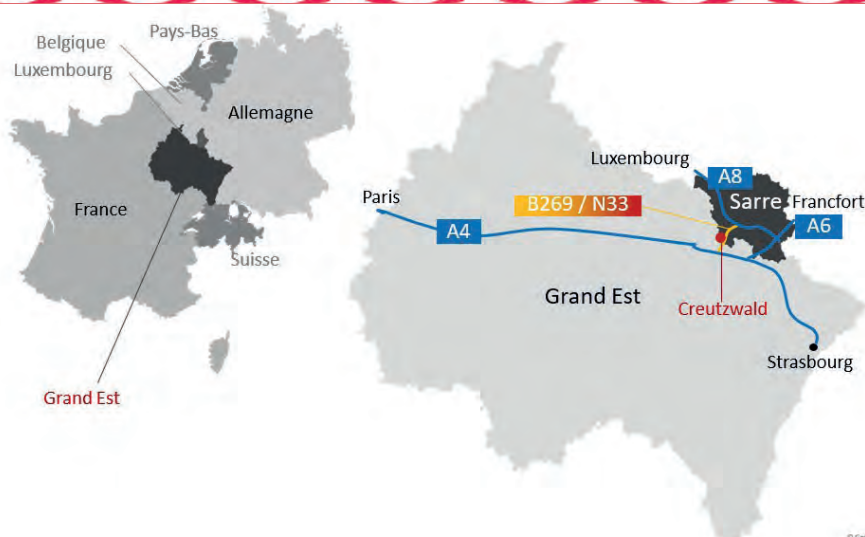 Pays-Bas
Belgique
Luxembourg
Allemagne
France
Suisse
Grand Est
Luxembourg
A8
Paris
B269 / N33
Sarre
Francfort
A4
A6
Grand Est
Creutzwald
Strasbourg